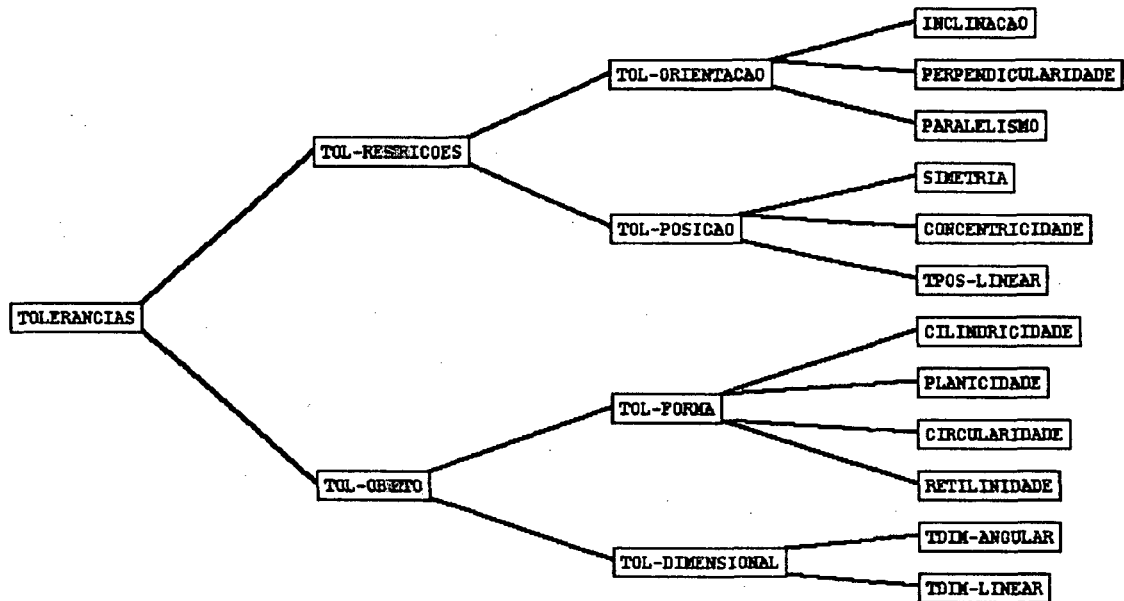 INCLINACAO
TOL-ORIENTACAO
PERPENDICULARIDADE
PARALELISMO
TOL-RESTRICOES
SIMETRIA
TOL-POSICAO
CONCENTRICIDADE
TPOS-LINEAR
TOLERANCIAS
CILINDRICIDADE
PLANICIDADE
TOL-FORMA
CIRCULARIDADE
TOL-OBJETO
RETILINIDADE
TDIM-ANGULAR
TOL-DIMENSIONAL
TDIM-LINEAR